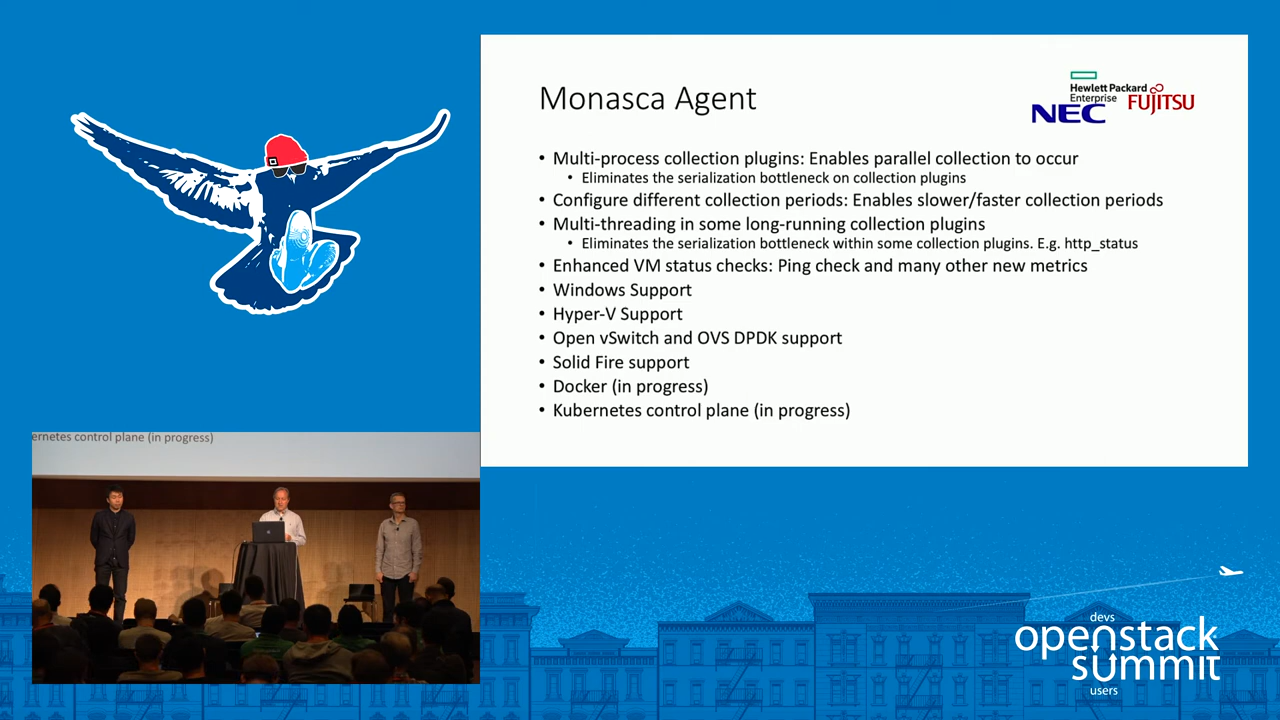 Monasca Agent
Hewlett Packard
Enterprise
NEC
FUJITSU
• Multi-process collection plugins: Enables parallel collection to occur
• Eliminates the serialization bottleneck on collection plugins
• Configure different collection periods: Enables slower/faster collection periods
• Multi-threading in some long-running collection plugins
• Eliminates the serialization bottleneck within some collection plugins. E.g. http_status
• Enhanced VM status checks: Ping check and many other new metrics
• Windows Support
• Hyper-V Support
• Open vSwitch and OVS DPDK support
• Solid Fire support
• Docker (in progress)
• Kubernetes control plane (in progress)
ernetes control plane (in progress)
devs
openstack
summit
users